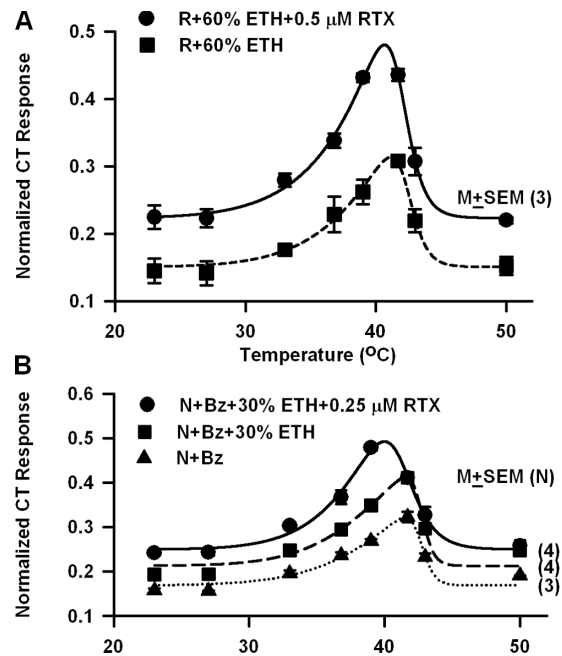 A
R+60% ETH+0.5 µM RTX
R+60% ETH
Normalized CT Response
0.5
0.4
0.3
0.2
0.1
M±SEM (3)
20 30 40 50
Temperature (OC)
B
N+Bz+30% ETH+0.25 µM RTX
N+Bz+30% ETH
N+Bz
Normalized CT Response
0.6
0.5
0.4
0.3
0.2
0.1
M±SEM (N)
(4)
(4)
(3)
20 30 40 50